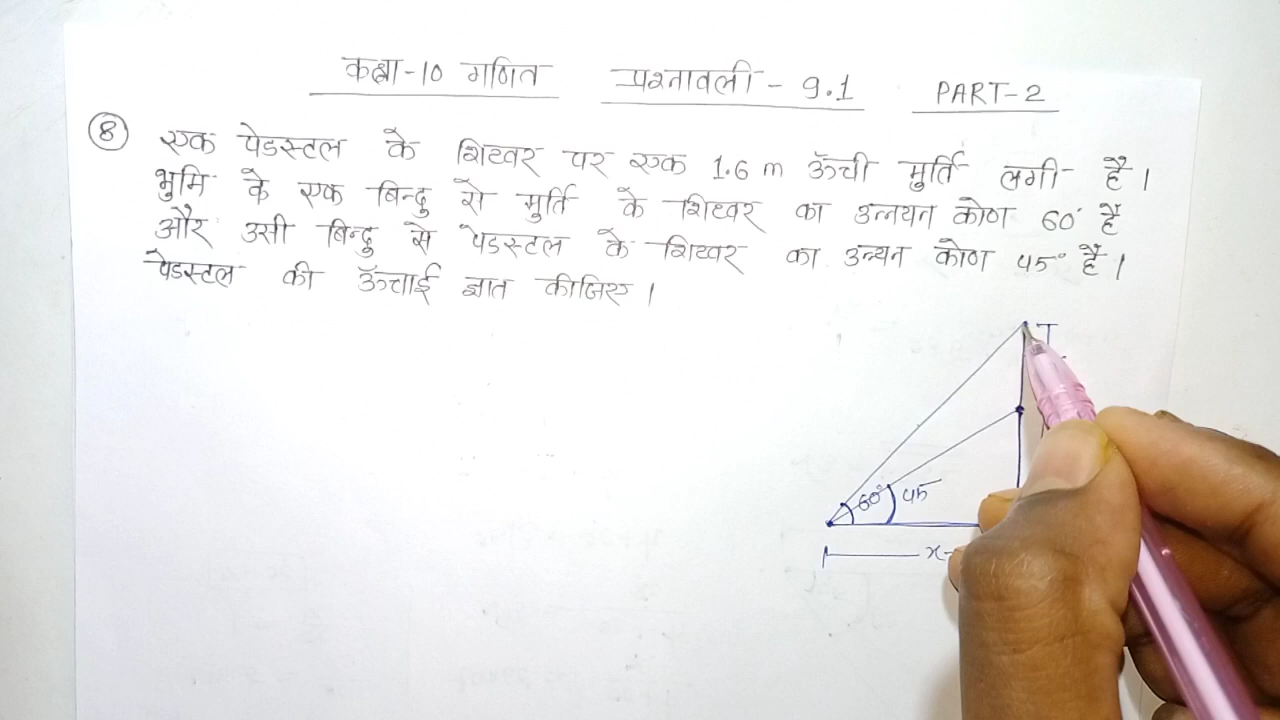 कक्षा-10 गणित प्रश्नावली - 9.1 PART-2
8 एक पेडस्टल के शिखर पर एक 1.6 m ऊँची मुर्ति लगी है।
भुमि के एक बिन्दु से मुर्ति के शिखर का उन्नयन कोण 60° है
और उसी बिन्दु से पेडस्टल के शिखर का उन्यन कोण 45° है।
पेडस्टल की ऊँचाई ज्ञात कीजिए।
60° 45
x